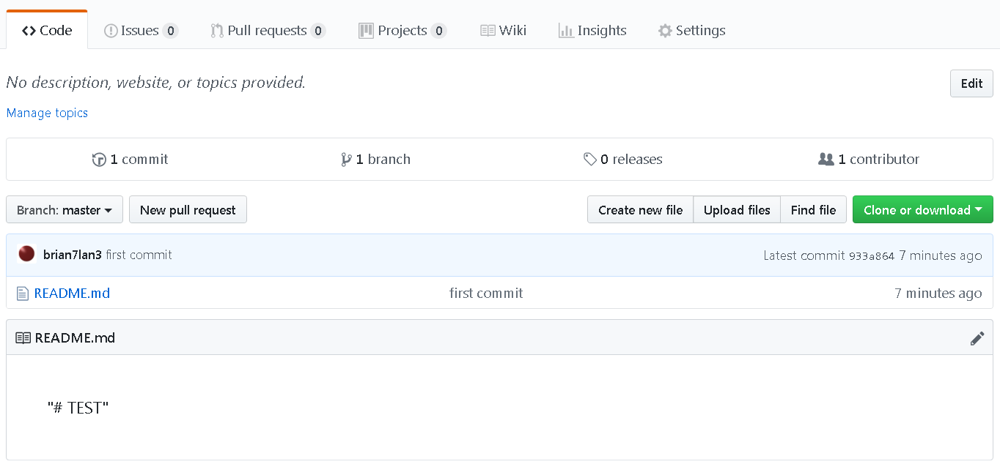 Code Issues 0 Pull requests 0 Projects 0 Wiki Insights Settings
No description, website, or topics provided. Edit
Manage topics
1 commit 1 branch 0 releases 1 contributor
Branch: master New pull request Create new file Upload files Find file Clone or download
brian7lan3 first commit Latest commit 933a864 7 minutes ago
README.md first commit 7 minutes ago
README.md
"# TEST"